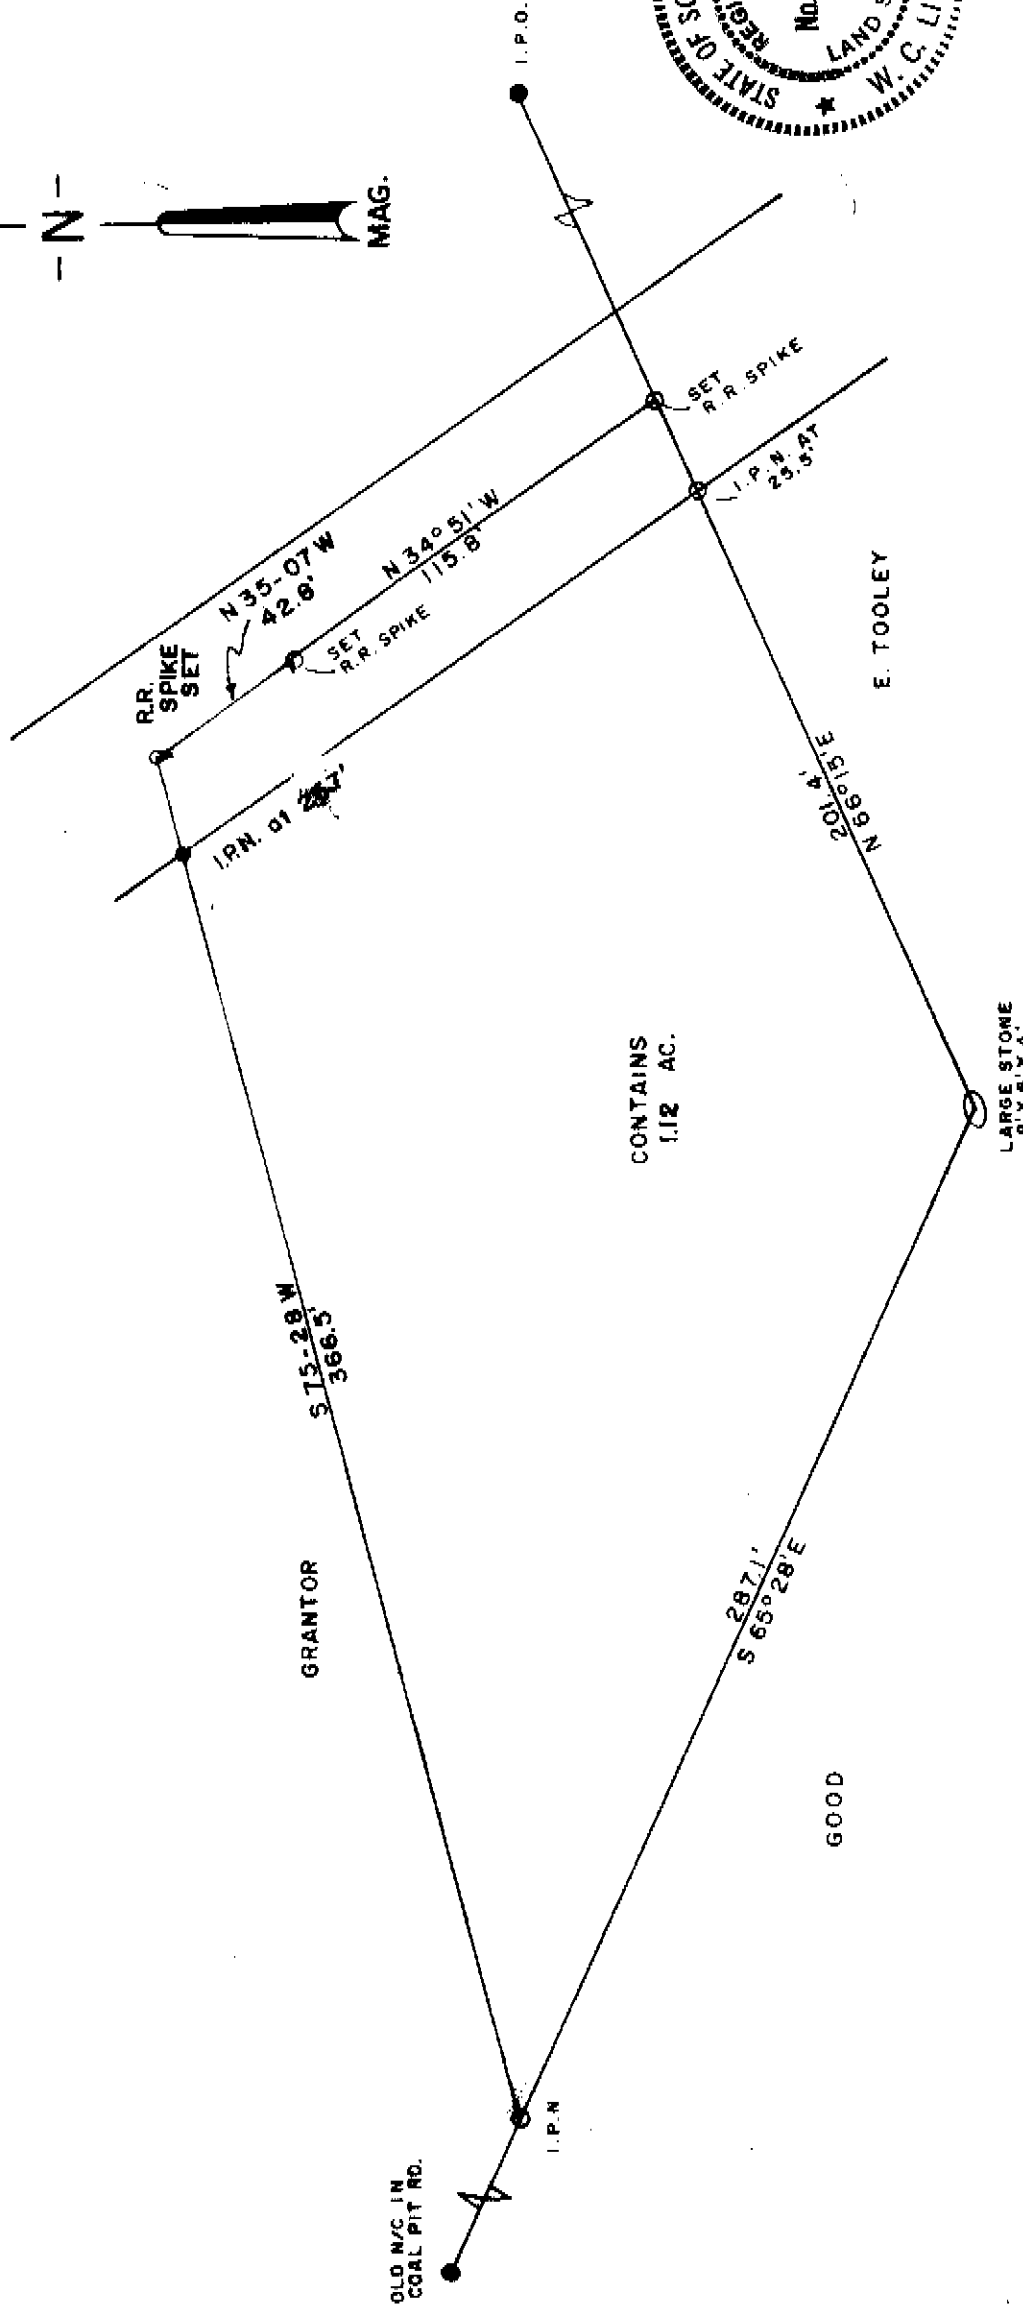 -N-
MAG.
I.P.O.
STATE OF SO
REGI
No.
LAND S
W. C. LI
R.R.
SPIKE
SET
N 35-07 W
42.8'
N 34° 51' W
115.8'
SET
R.R. SPIKE
SET
R.R. SPIKE
I.P.N. AT
25.5'
I.P.N. at
S 75-28 W
366.5'
CONTAINS
1.12 AC.
201.4'
N 66° 15' E
E. TOOLEY
GRANTOR
287.1'
S 65° 28' E
GOOD
LARGE STONE
I.P.N
OLD N/C IN
COAL PIT RD.